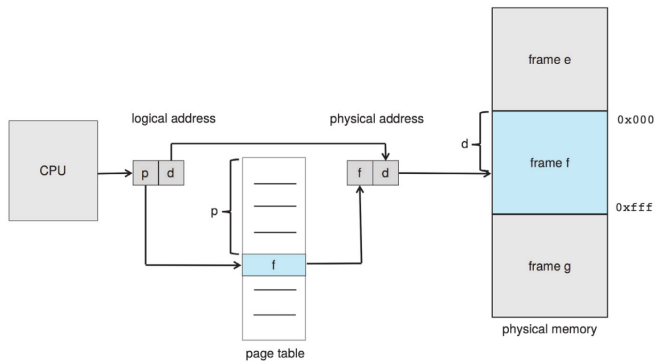 frame e
logical address
physical address
0x000
d
CPU
p d
f d
frame f
p
0xfff
f
frame g
physical memory
page table